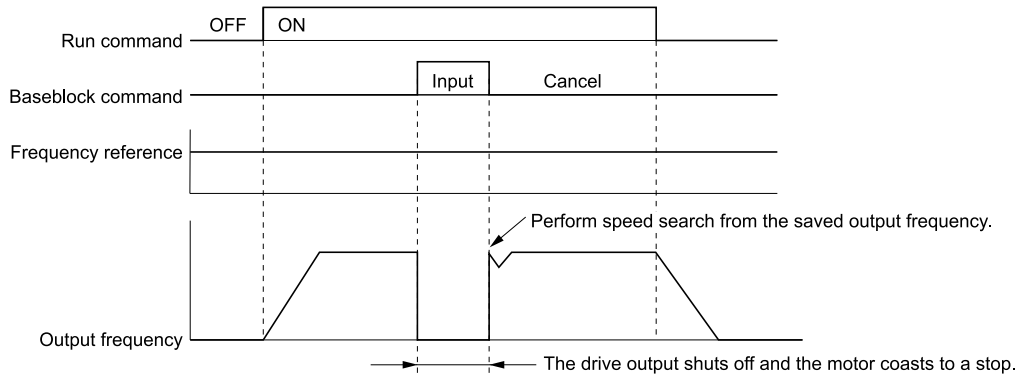 OFF ON
Run command
Input Cancel
Baseblock command
Frequency reference
Perform speed search from the saved output frequency.
Output frequency
The drive output shuts off and the motor coasts to a stop.